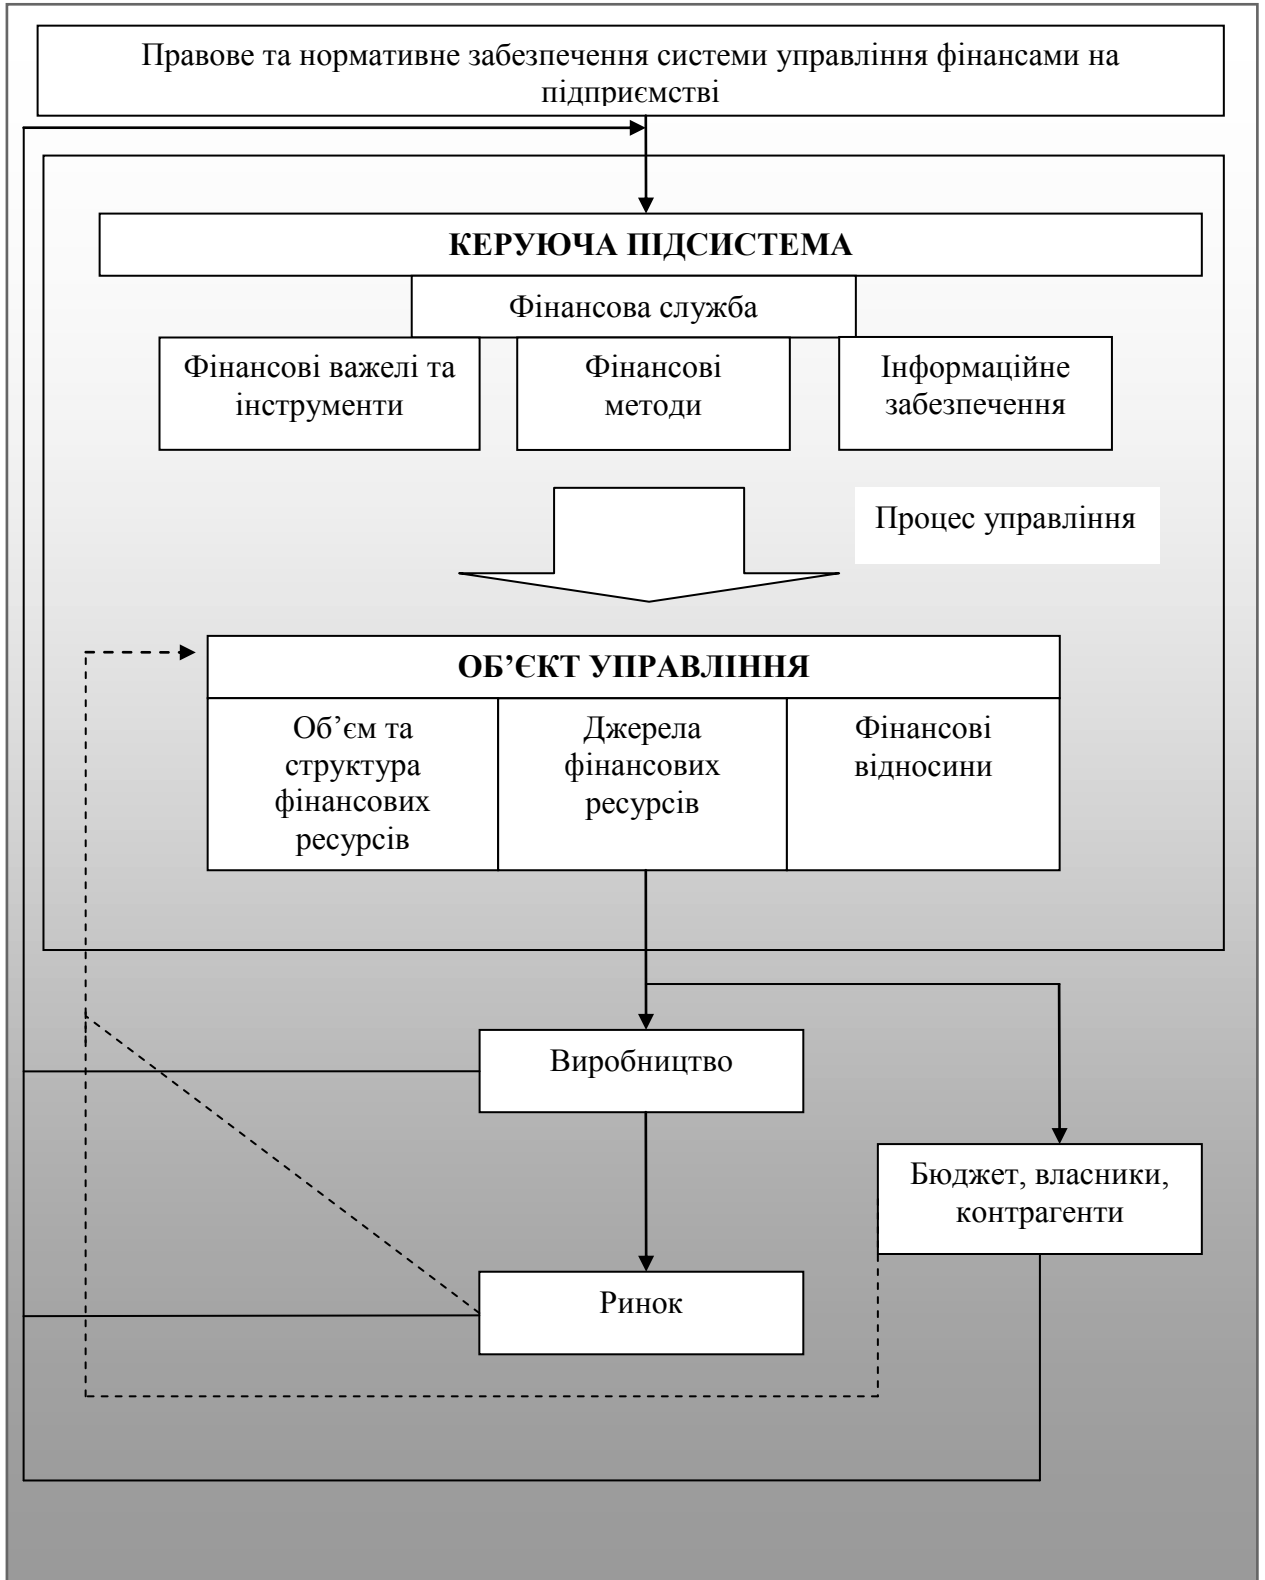 Правове та нормативне забезпечення системи управління фінансами на
підприємстві
КЕРУЮЧА ПІДСИСТЕМА
Фінансова служба
Фінансові важелі та
інструменти
Фінансові
методи
Інформаційне
забезпечення
Процес управління
ОБ’ЄКТ УПРАВЛІННЯ
Об’єм та
структура
фінансових
ресурсів
Джерела
фінансових
ресурсів
Фінансові
відносини
Виробництво
Бюджет, власники,
контрагенти
Ринок